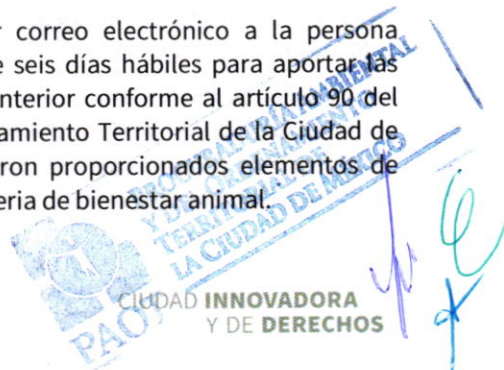 r correo electrónico a la persona
e seis días hábiles para aportar las
nterior conforme al artículo 90 del
amiento Territorial de la Ciudad de
ron proporcionados elementos de
eria de bienestar animal.
PROCURADURÍA AMBIENTAL
Y DEL ORDENAMIENTO
TERRITORIAL DE
LA CIUDAD DE MÉXICO
PAOT
CIUDAD INNOVADORA
Y DE DERECHOS